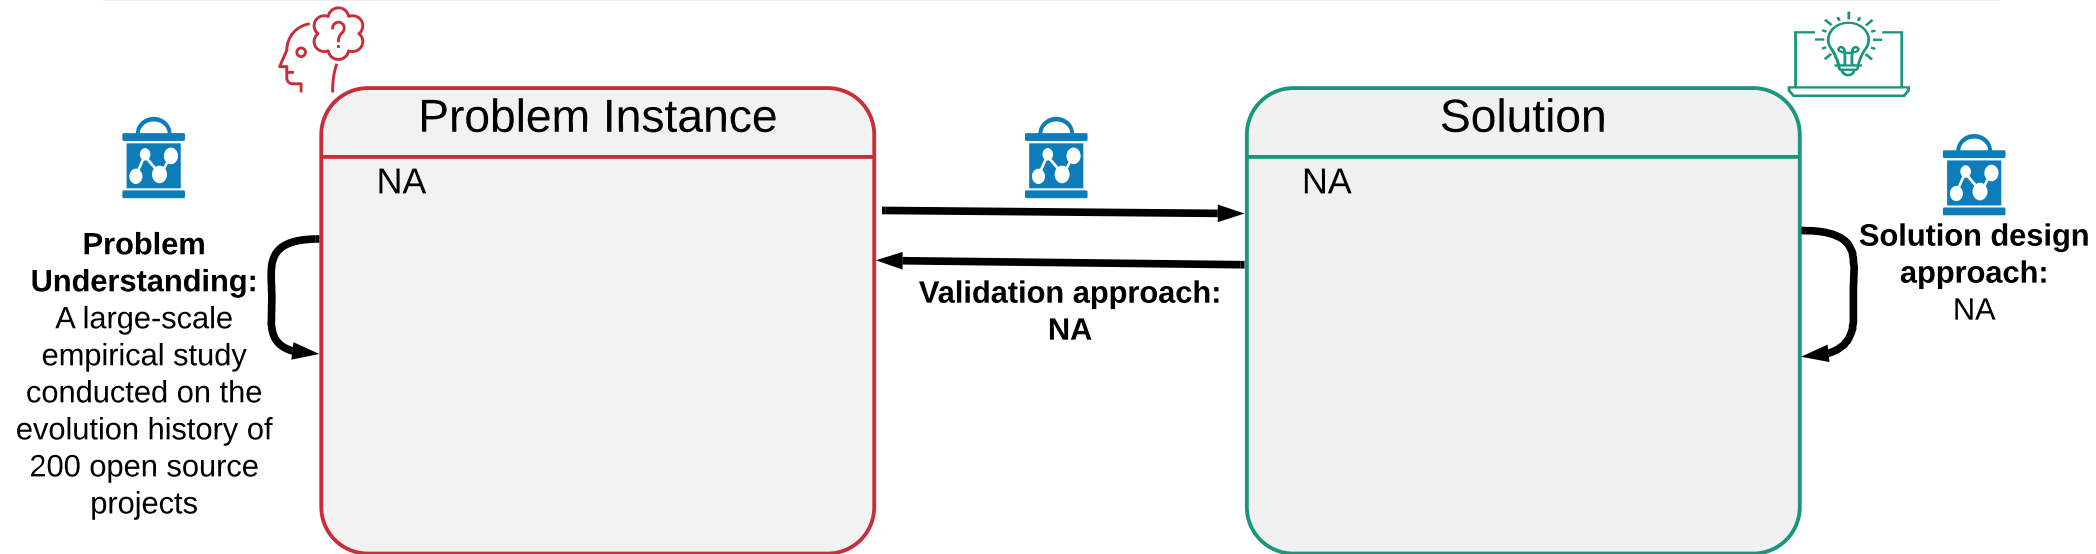 Problem Instance
Solution
NA
NA
Problem
Understanding:
A large-scale
empirical study
conducted on the
evolution history of
200 open source
projects
Validation approach:
NA
Solution design
approach:
NA
?